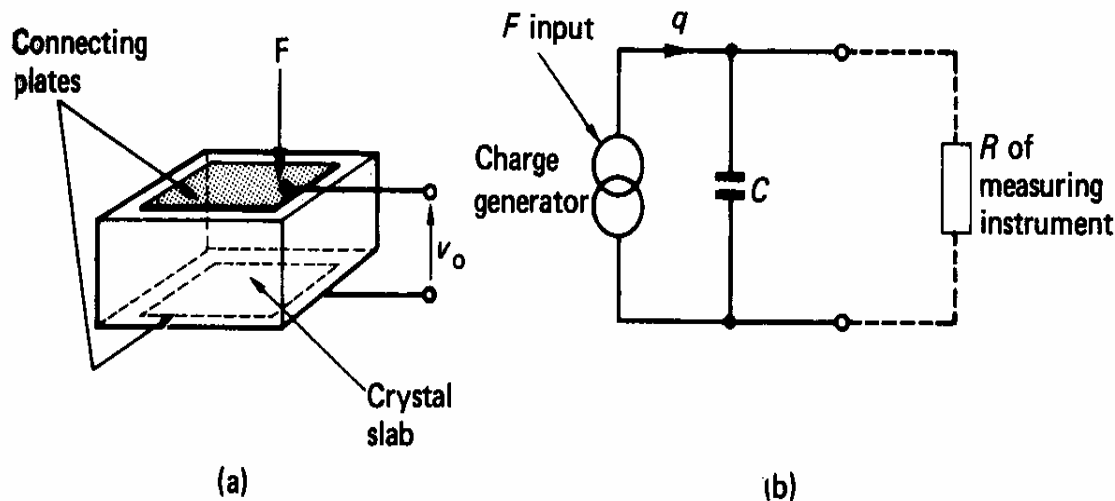 Connecting
plates
F
v₀
Crystal
slab
(a)
F input
q
Charge
generator
C
R of
measuring
instrument
(b)